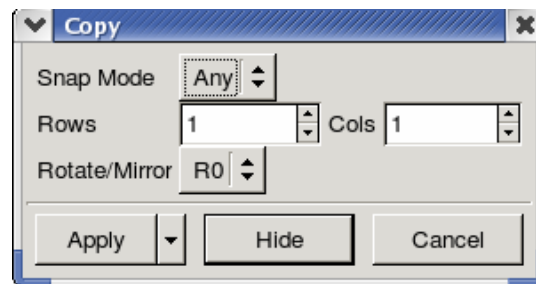 Copy
Snap Mode Any
Rows 1 Cols 1
Rotate/Mirror R0
Apply Hide Cancel